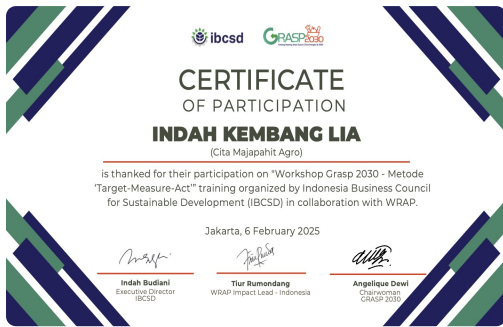 ibcsd
GRASP2030
CERTIFICATE
OF PARTICIPATION
INDAH KEMBANG LIA
(Cita Majapahit Agro)
is thanked for their participation on "Workshop Grasp 2030 - Metode
'Target-Measure-Act'" training organized by Indonesia Business Council
for Sustainable Development (IBCSD) in collaboration with WRAP.
Jakarta, 6 February 2025
Indah Budiani
Executive Director
IBCSD
Tiur Rumondang
WRAP Impact Lead - Indonesia
Angelique Dewi
Chairwoman
GRASP 2030